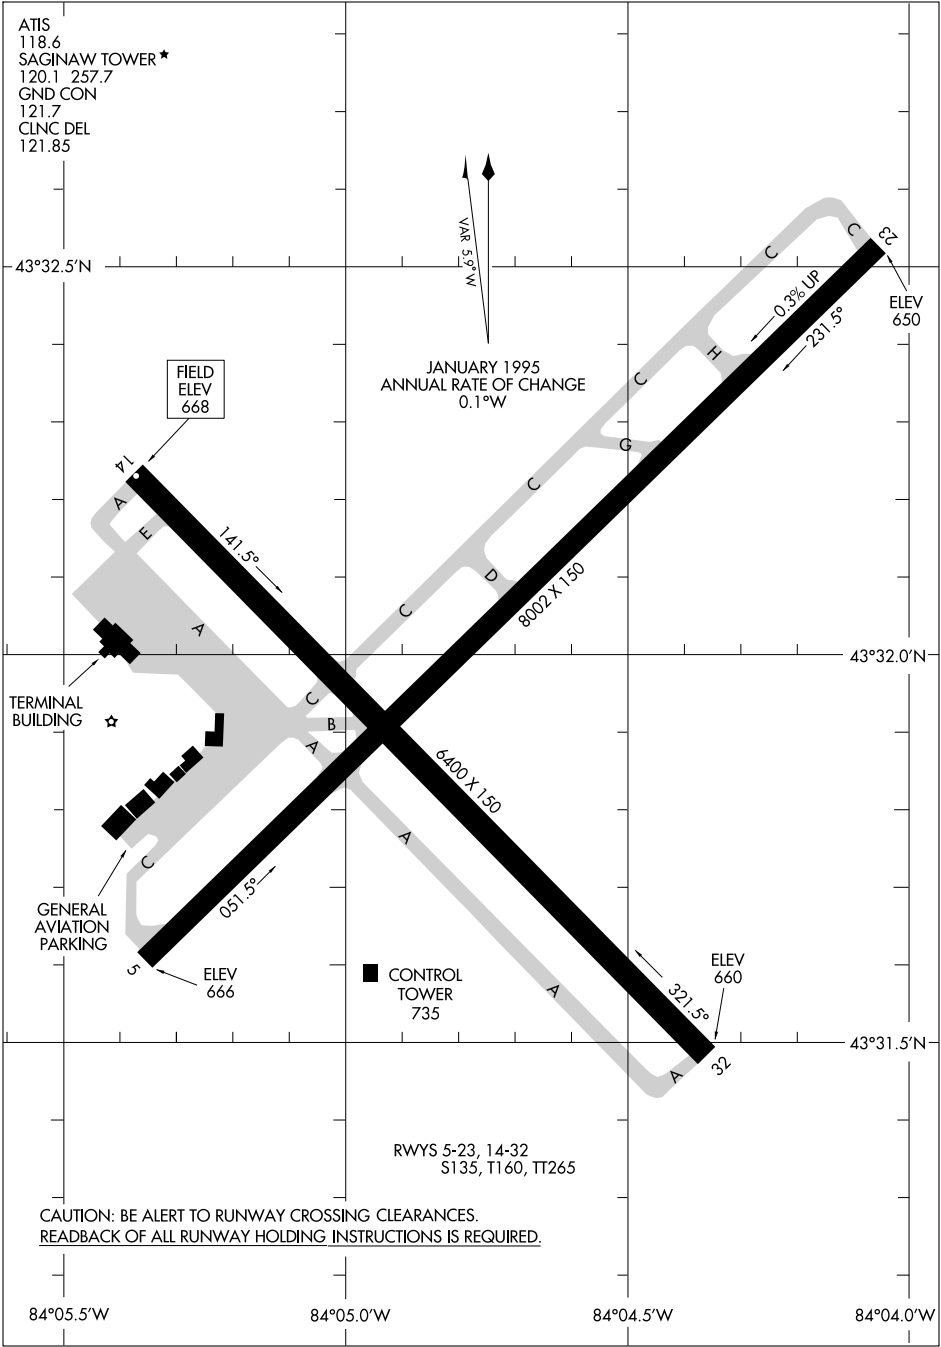 ATIS
118.6
SAGINAW TOWER ★
120.1 257.7
GND CON
121.7
CLNC DEL
121.85
VAR 5.9° W
C
23
C
43°32.5'N
0.3% UP
ELEV
650
231.5°
JANUARY 1995
ANNUAL RATE OF CHANGE
0.1°W
H
FIELD
ELEV
668
C
G
14
C
A
E
141.5°
D
8002 X 150
C
A
43°32.0'N
TERMINAL
BUILDING
C
B
A
6400 X 150
A
C
051.5°
GENERAL
AVIATION
PARKING
5
ELEV
666
CONTROL
TOWER
735
A
ELEV
660
321.5°
43°31.5'N
32
A
RWYS 5-23, 14-32
S135, T160, TT265
CAUTION: BE ALERT TO RUNWAY CROSSING CLEARANCES.
READBACK OF ALL RUNWAY HOLDING INSTRUCTIONS IS REQUIRED.
84°05.5'W
84°05.0'W
84°04.5'W
84°04.0'W